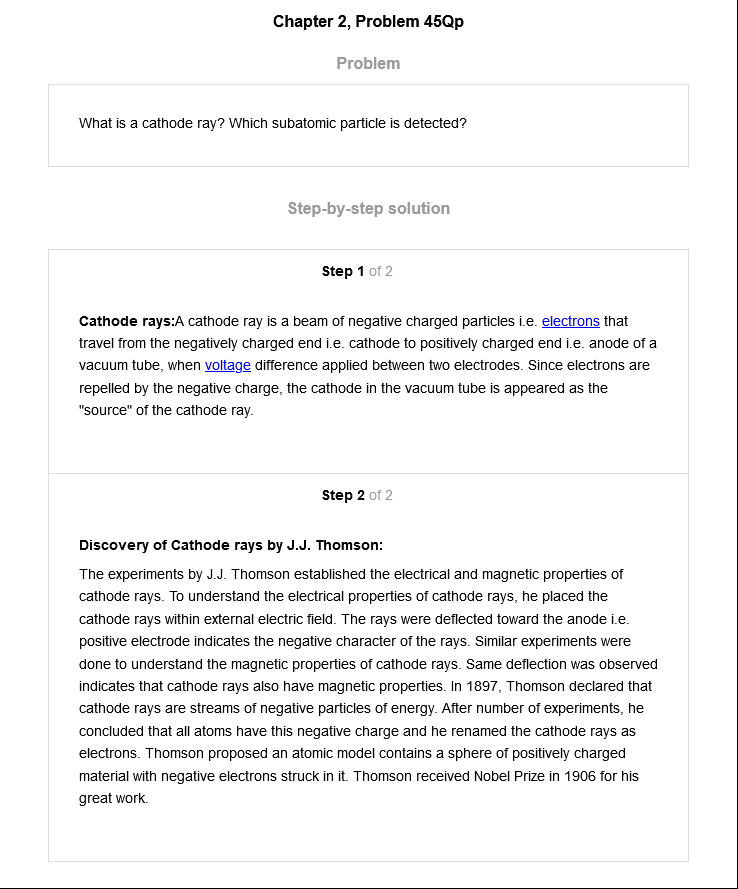 Chapter 2, Problem 45Qp
Problem
What is a cathode ray? Which subatomic particle is detected?
Step-by-step solution
Step 1 of 2
Cathode rays:A cathode ray is a beam of negative charged particles i.e. electrons that
travel from the negatively charged end i.e. cathode to positively charged end i.e. anode of a
vacuum tube, when voltage difference applied between two electrodes. Since electrons are
repelled by the negative charge, the cathode in the vacuum tube is appeared as the
"source" of the cathode ray.
Step 2 of 2
Discovery of Cathode rays by J.J. Thomson:
The experiments by J.J. Thomson established the electrical and magnetic properties of
cathode rays. To understand the electrical properties of cathode rays, he placed the
cathode rays within external electric field. The rays were deflected toward the anode i.e.
positive electrode indicates the negative character of the rays. Similar experiments were
done to understand the magnetic properties of cathode rays. Same deflection was observed
indicates that cathode rays also have magnetic properties. In 1897, Thomson declared that
cathode rays are streams of negative particles of energy. After number of experiments, he
concluded that all atoms have this negative charge and he renamed the cathode rays as
electrons. Thomson proposed an atomic model contains a sphere of positively charged
material with negative electrons struck in it. Thomson received Nobel Prize in 1906 for his
great work.